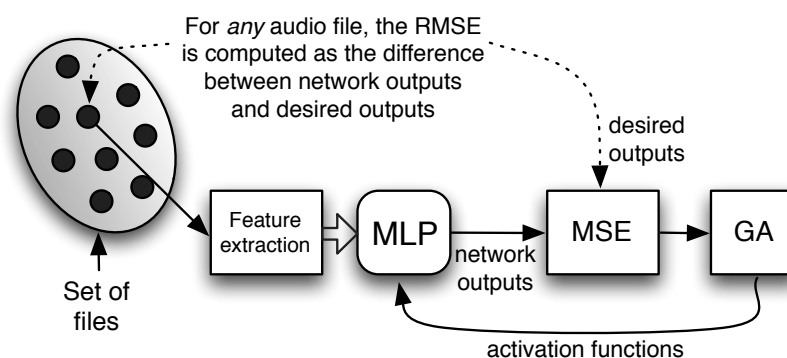 For any audio file, the RMSE
is computed as the difference
between network outputs
and desired outputs
desired
outputs
Feature
extraction
MLP
network
outputs
MSE
GA
Set of
files
activation functions